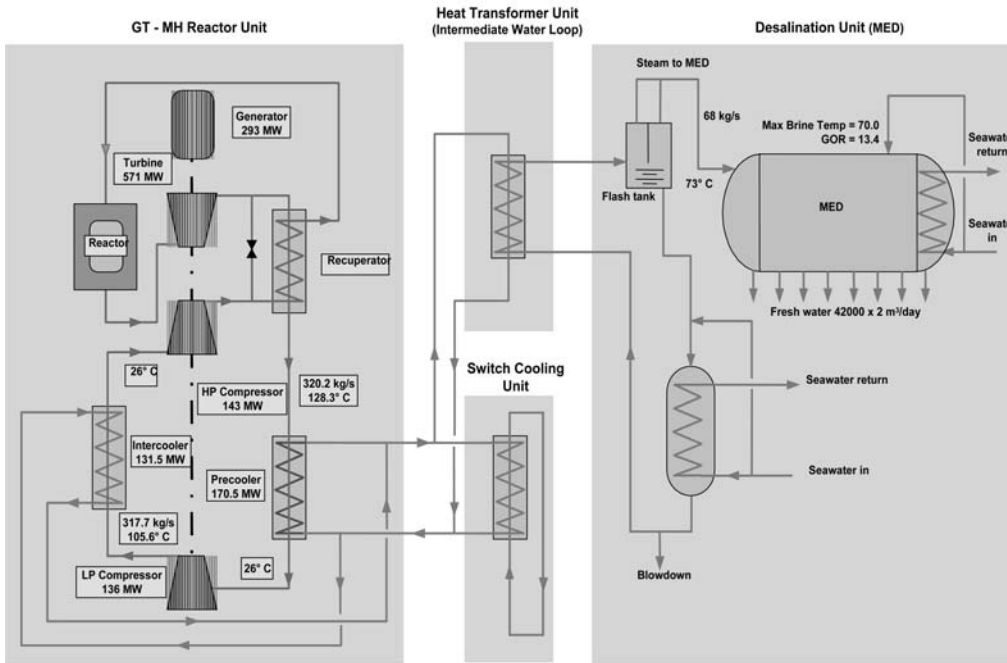 GT - MH Reactor Unit
Heat Transformer Unit
(Intermediate Water Loop)
Desalination Unit (MED)
Generator
293 MW
Turbine
571 MW
Reactor
Recuperator
26° C
HP Compressor
143 MW
320.2 kg/s
128.3° C
Intercooler
131.5 MW
Precooler
170.5 MW
317.7 kg/s
105.6° C
LP Compressor
136 MW
26° C
Switch Cooling
Unit
Steam to MED
68 kg/s
73° C
Flash tank
Max Brine Temp = 70.0
GOR = 13.4
Seawater
return
MED
Seawater
in
Fresh water 42000 x 2 m³/day
Seawater return
Seawater in
Blowdown